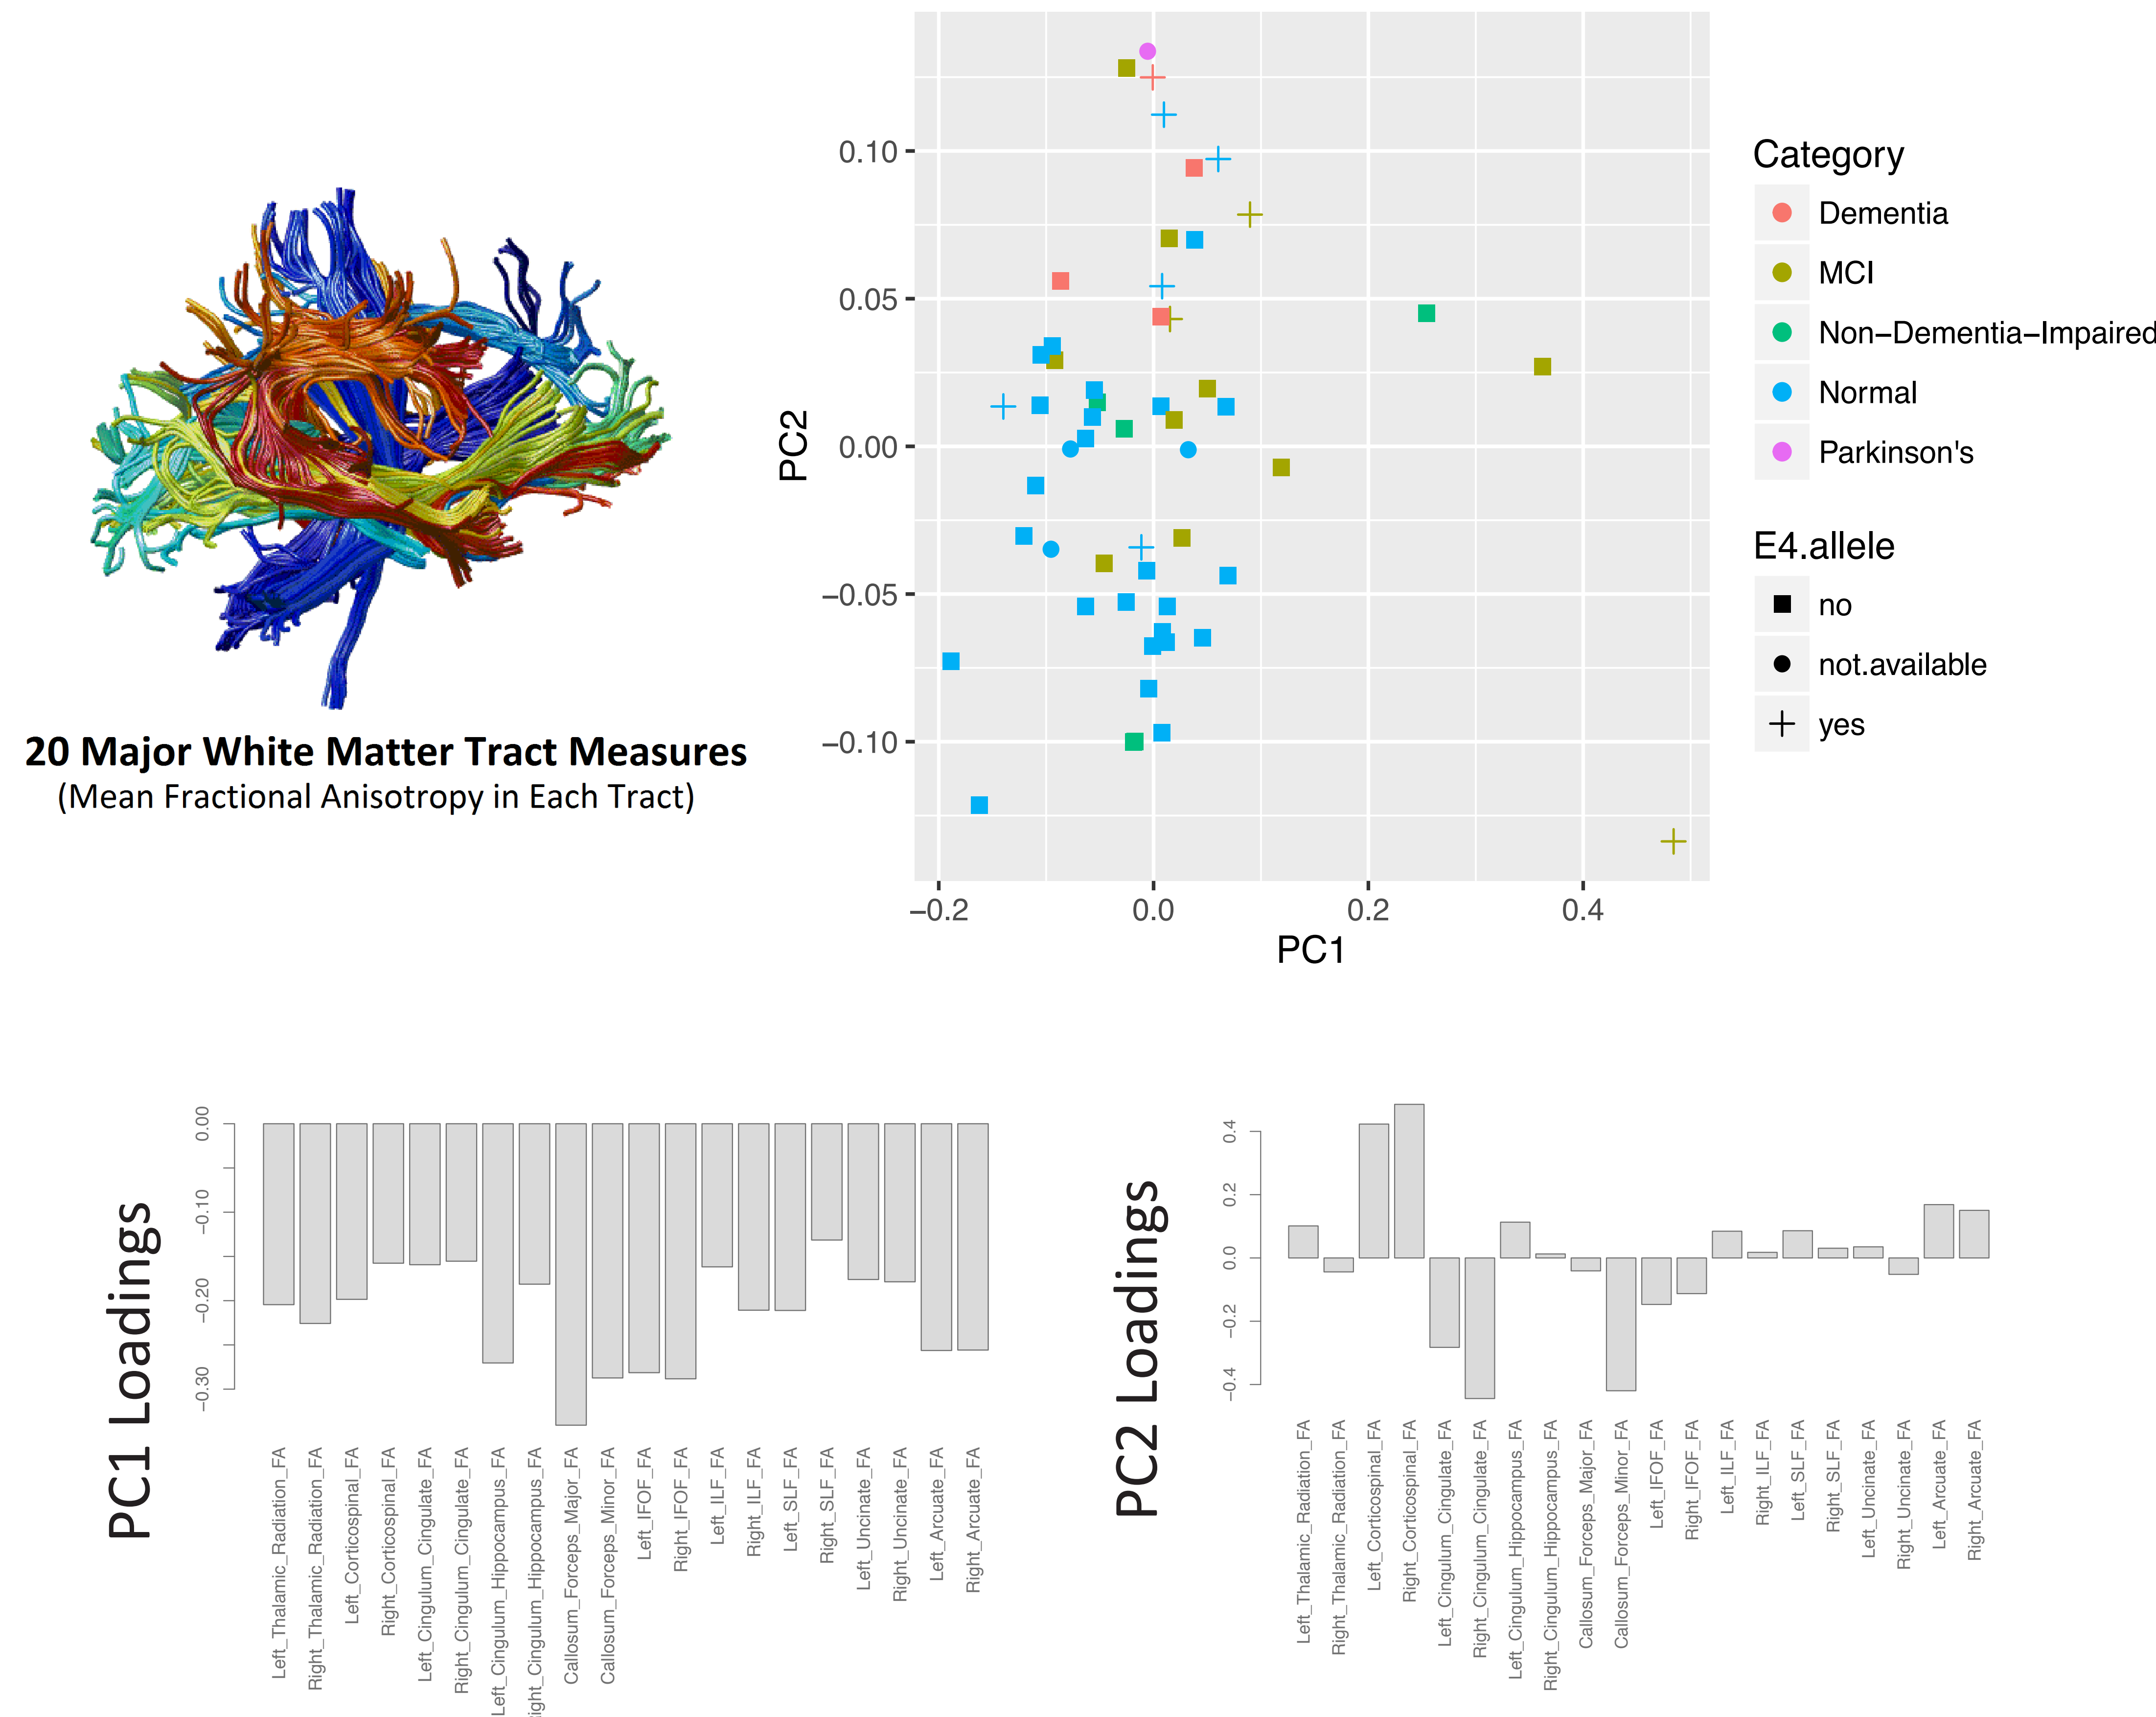 20 Major White Matter Tract Measures
(Mean Fractional Anisotropy in Each Tract)
PC2
0.10
0.05
0.00
−0.05
−0.10
−0.2
0.0
0.2
0.4
PC1
Category
Dementia
MCI
Non−Dementia−Impaired
Normal
Parkinson's
E4.allele
no
not.available
yes
PC1 Loadings
0.00
−0.10
−0.20
−0.30
Left_Thalamic_Radiation_FA
Right_Thalamic_Radiation_FA
Left_Corticospinal_FA
Right_Corticospinal_FA
Left_Cingulum_Cingulate_FA
Right_Cingulum_Cingulate_FA
Left_Cingulum_Hippocampus_FA
ight_Cingulum_Hippocampus_FA
Callosum_Forceps_Major_FA
Callosum_Forceps_Minor_FA
Left_IFOF_FA
Right_IFOF_FA
Left_ILF_FA
Right_ILF_FA
Left_SLF_FA
Right_SLF_FA
Left_Uncinate_FA
Right_Uncinate_FA
Left_Arcuate_FA
Right_Arcuate_FA
PC2 Loadings
0.4
0.2
0.0
−0.2
−0.4
Left_Thalamic_Radiation_FA
Right_Thalamic_Radiation_FA
Left_Corticospinal_FA
Right_Corticospinal_FA
Left_Cingulum_Cingulate_FA
Right_Cingulum_Cingulate_FA
Left_Cingulum_Hippocampus_FA
Right_Cingulum_Hippocampus_FA
Callosum_Forceps_Major_FA
Callosum_Forceps_Minor_FA
Left_IFOF_FA
Right_IFOF_FA
Left_ILF_FA
Right_ILF_FA
Left_SLF_FA
Right_SLF_FA
Left_Uncinate_FA
Right_Uncinate_FA
Left_Arcuate_FA
Right_Arcuate_FA